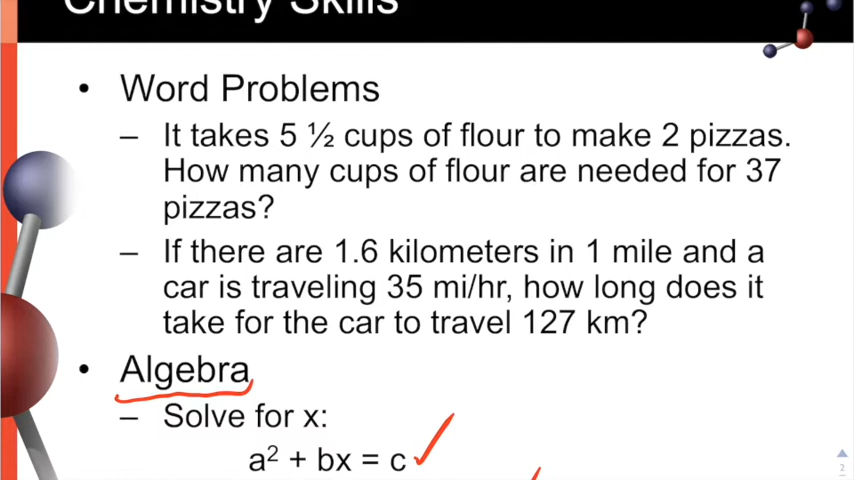 Chemistry Skills
• Word Problems
– It takes 5 ½ cups of flour to make 2 pizzas.
How many cups of flour are needed for 37
pizzas?
– If there are 1.6 kilometers in 1 mile and a
car is traveling 35 mi/hr, how long does it
take for the car to travel 127 km?
• Algebra
– Solve for x:
a² + bx = c
2